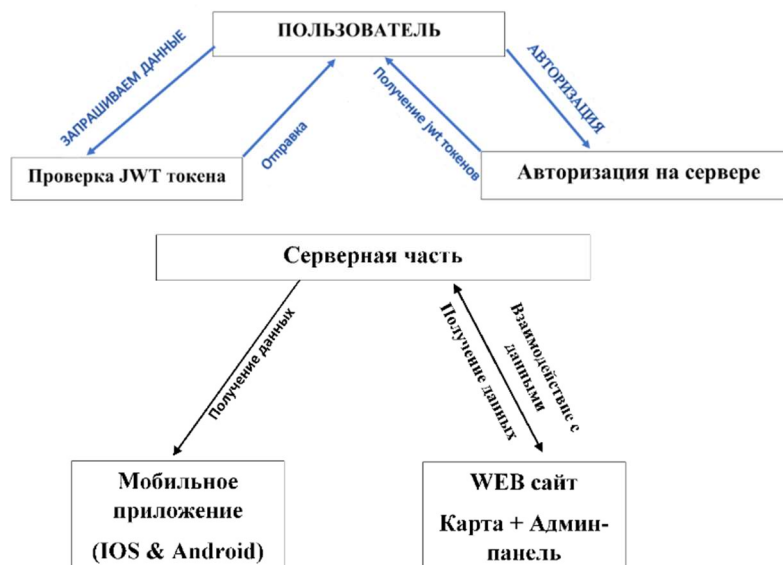 ПОЛЬЗОВАТЕЛЬ
ЗАПРАШИВАЕМ ДАННЫЕ
Отправка
Получение jwt токенов
АВТОРИЗАЦИЯ
Проверка JWT токена
Авторизация на сервере
Серверная часть
Получение данных
Получение данных
Взаимодействие с
данными
Мобильное
приложение
(IOS & Android)
WEB сайт
Карта + Админ-
панель